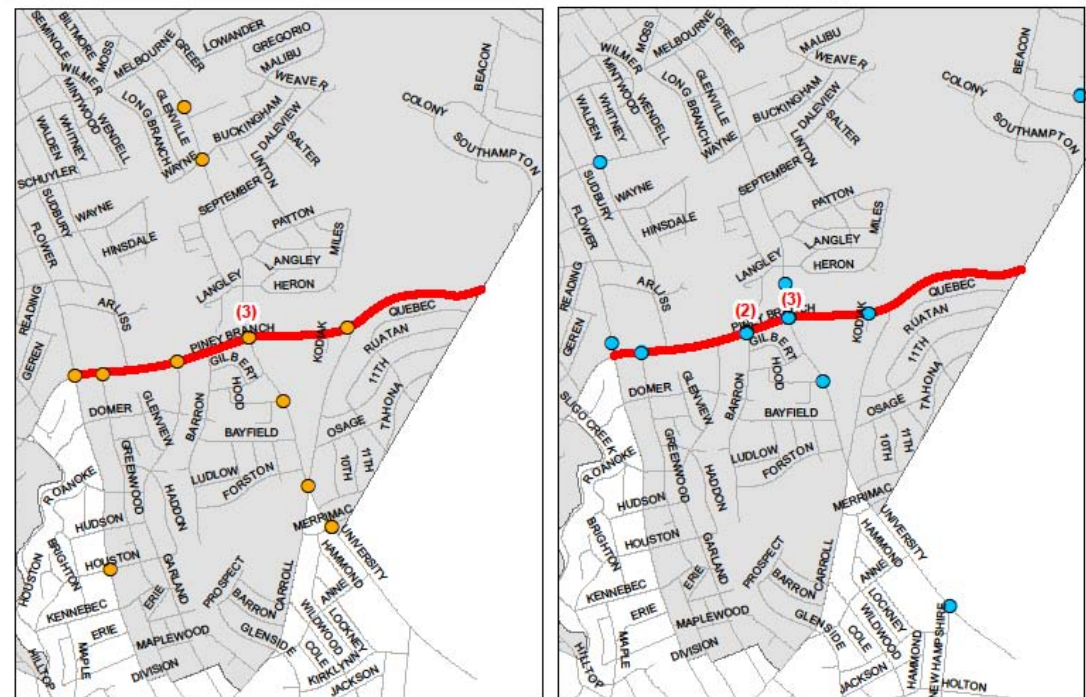 SEMINOLE
BILTMORE
MOSS
MELBOURNE
GREER
LOWANDER
GREGORIO
MALIBU
WEAVER
BEACON
WILMER
MINTWOOD
WENDELL
LONG BRANCH
GLENVILLE
BUCKINGHAM
DALEVIEW
SALTER
COLONY
SOUTHAMPTON
WALDEN
WHITNEY
WAYNE
LINTON
SCHUYLER
SUDBURY
SEPTEMBER
FLOWER
WAYNE
HINSDALE
PATTON
LANGLEY
MILES
LANGLEY
HERON
READING
ARLISS
(3)
QUEBEC
GEREN
PINEY BRANCH
GILBERT
KODIAK
RUATAN
11TH
TAHONA
DOMER
GLENVIEW
BARRON
HOOD
BAYFIELD
OSAGE
ROANOKE
GREENWOOD
LUDLOW
FORSTON
10TH
11TH
HADDON
HUDSON
MERRIMAC
UNIVERSITY
HOUSTON
BRIGHTON
HOUSTON
GARLAND
PROSPECT
HAMMOND
KENNEBEC
ERIE
BARRON
CARROLL
ANNE
LOCKNEY
WILDWOOD
ERIE
MAPLEWOOD
GLENSIDE
COLE
KIRKLYNN
HILLTOP
MAPLE
DIVISION
JACKSON
MOSS
MELBOURNE
GREER
MALIBU
WEAVER
BEACON
WILMER
MINTWOOD
WENDELL
LONG BRANCH
GLENVILLE
BUCKINGHAM
DALEVIEW
SALTER
COLONY
SOUTHAMPTON
WALDEN
WHITNEY
WAYNE
LINTON
SUDBURY
WAYNE
SEPTEMBER
FLOWER
HINSDALE
PATTON
LANGLEY
MILES
LANGLEY
HERON
READING
ARLISS
(2)
(3)
QUEBEC
GEREN
PINEY BRANCH
GILBERT
KODIAK
RUATAN
11TH
TAHONA
DOMER
GLENVIEW
BARRON
HOOD
BAYFIELD
OSAGE
SLIGO CREEK
ROANOKE
GREENWOOD
LUDLOW
FORSTON
10TH
11TH
HADDON
HUDSON
MERRIMAC
UNIVERSITY
BRIGHTON
HOUSTON
GARLAND
PROSPECT
HAMMOND
KENNEBEC
ERIE
BARRON
CARROLL
ANNE
LOCKNEY
WILDWOOD
ERIE
MAPLEWOOD
GLENSIDE
COLE
HAMMOND
NEW HAMPSHIRE
HILLTOP
MAPLE
DIVISION
JACKSON
HOLTON